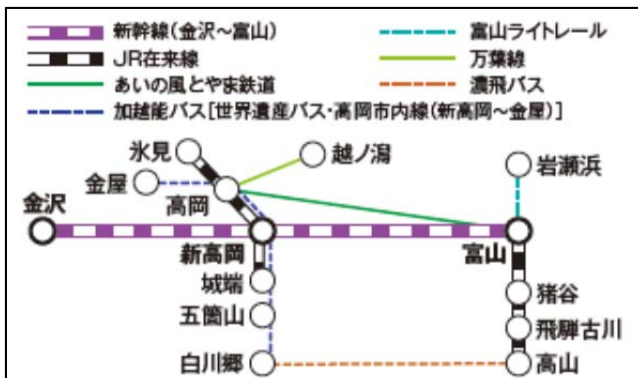 新幹線(金沢～富山)
富山ライトレール
JR在来線
万葉線
あいの風とやま鉄道
濃飛バス
加越能バス[世界遺産バス・高岡市内線(新高岡～金屋)]
氷見
越ノ潟
岩瀬浜
金屋
高岡
金沢
新高岡
富山
城端
猪谷
五箇山
飛騨古川
白川郷
高山